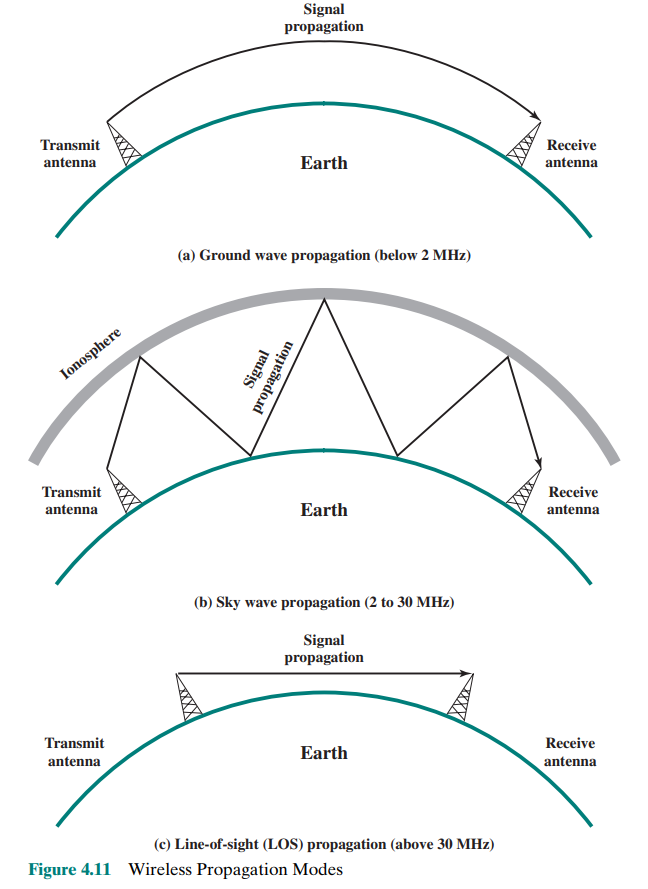 Signal
propagation
Transmit
antenna
Earth
Receive
antenna
(a) Ground wave propagation (below 2 MHz)
Ionosphere
Signal
propagation
Transmit
antenna
Earth
Receive
antenna
(b) Sky wave propagation (2 to 30 MHz)
Signal
propagation
Transmit
antenna
Earth
Receive
antenna
(c) Line-of-sight (LOS) propagation (above 30 MHz)
Figure 4.11 Wireless Propagation Modes